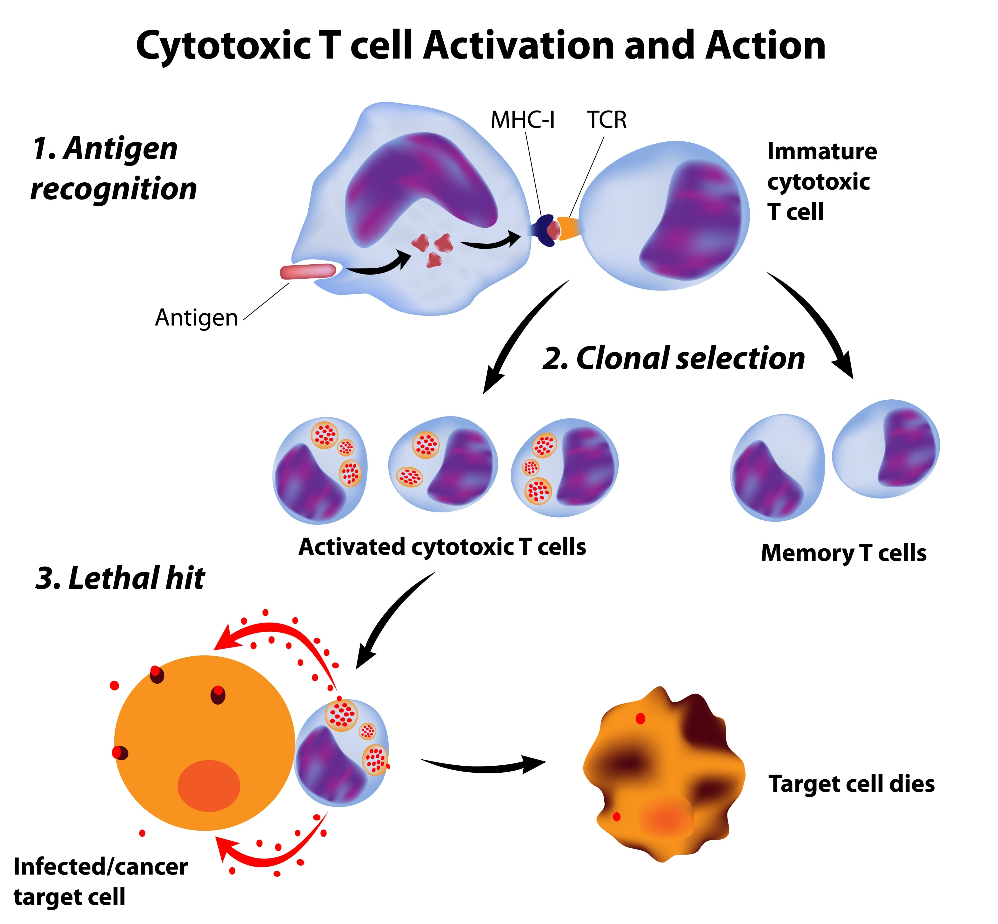 Cytotoxic T cell Activation and Action
1. Antigen
recognition
MHC-I
TCR
Immature
cytotoxic
T cell
Antigen
2. Clonal selection
Activated cytotoxic T cells
Memory T cells
3. Lethal hit
Target cell dies
Infected/cancer
target cell